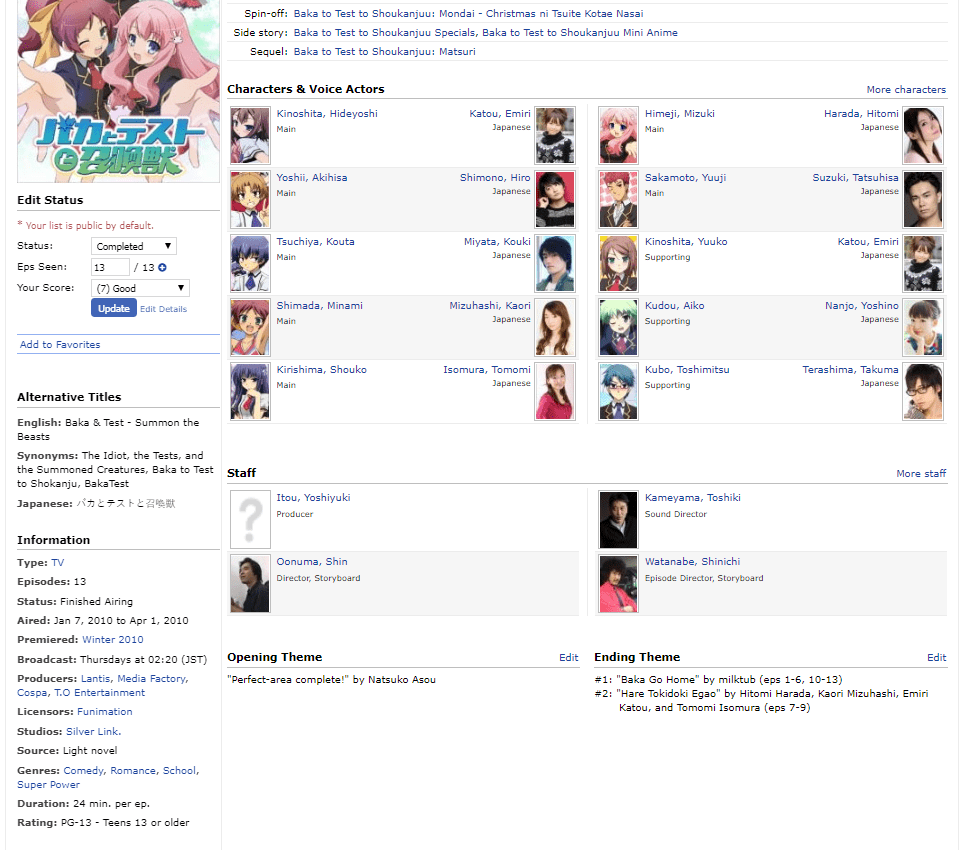 バカとテスト
と召喚獣
Edit Status
* Your list is public by default.
Status: Completed
Eps Seen: 13 / 13
Your Score: (7) Good
Update Edit Details
Add to Favorites
Alternative Titles
English: Baka & Test - Summon the
Beasts
Synonyms: The Idiot, the Tests, and
the Summoned Creatures, Baka to Test
to Shokanju, BakaTest
Japanese: バカとテストと召喚獣
Information
Type: TV
Episodes: 13
Status: Finished Airing
Aired: Jan 7, 2010 to Apr 1, 2010
Premiered: Winter 2010
Broadcast: Thursdays at 02:20 (JST)
Producers: Lantis, Media Factory,
Cospa, T.O Entertainment
Licensors: Funimation
Studios: Silver Link.
Source: Light novel
Genres: Comedy, Romance, School,
Super Power
Duration: 24 min. per ep.
Rating: PG-13 - Teens 13 or older
Spin-off: Baka to Test to Shoukanjuu: Mondai - Christmas ni Tsuite Kotae Nasai
Side story: Baka to Test to Shoukanjuu Specials, Baka to Test to Shoukanjuu Mini Anime
Sequel: Baka to Test to Shoukanjuu: Matsuri
Characters & Voice Actors More characters
Kinoshita, Hideyoshi Katou, Emiri
Main Japanese
Himeji, Mizuki Harada, Hitomi
Main Japanese
Yoshii, Akihisa Shimono, Hiro
Main Japanese
Sakamoto, Yuuji Suzuki, Tatsuhisa
Main Japanese
Tsuchiya, Kouta Miyata, Kouki
Main Japanese
Kinoshita, Yuuko Katou, Emiri
Supporting Japanese
Shimada, Minami Mizuhashi, Kaori
Main Japanese
Kudou, Aiko Nanjo, Yoshino
Supporting Japanese
Kirishima, Shouko Isomura, Tomomi
Main Japanese
Kubo, Toshimitsu Terashima, Takuma
Supporting Japanese
Staff More staff
Itou, Yoshiyuki
Producer
Kameyama, Toshiki
Sound Director
Oonuma, Shin
Director, Storyboard
Watanabe, Shinichi
Episode Director, Storyboard
Opening Theme Edit
"Perfect-area complete!" by Natsuko Asou
Ending Theme Edit
#1: "Baka Go Home" by milktub (eps 1-6, 10-13)
#2: "Hare Tokidoki Egao" by Hitomi Harada, Kaori Mizuhashi, Emiri
Katou, and Tomomi Isomura (eps 7-9)